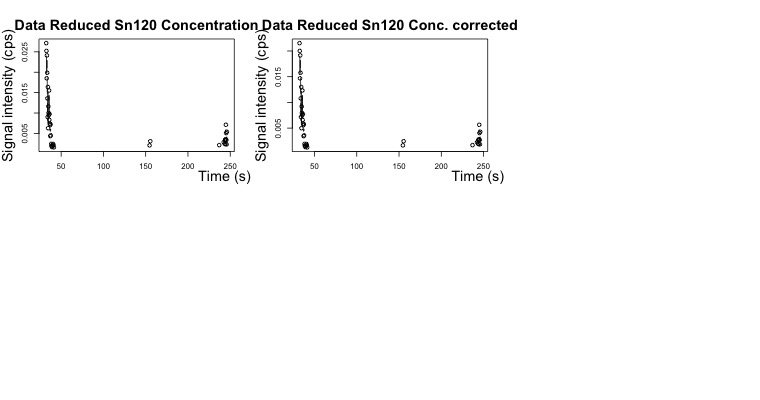 Data Reduced Sn120 Concentration
Signal intensity (cps)
0.025
0.015
0.005
50 100 150 200 250
Time (s)
Data Reduced Sn120 Conc. corrected
Signal intensity (cps)
0.015
0.005
50 100 150 200 250
Time (s)